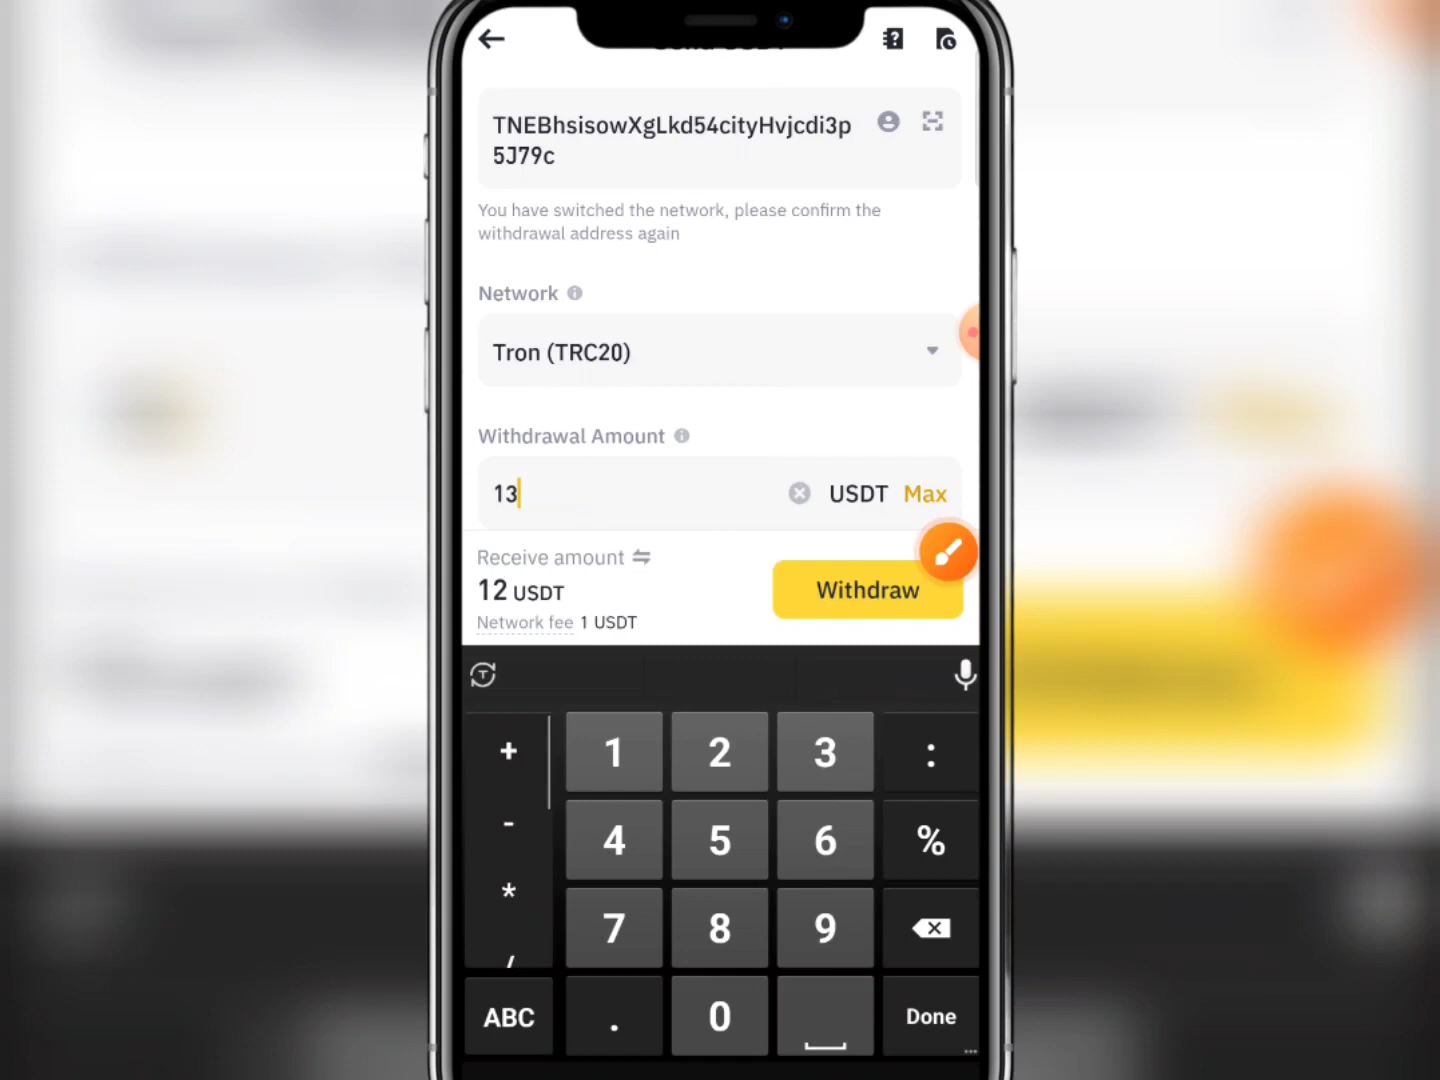 TNEBhsisowXgLkd54cityHvjcdi3p
5J79c
You have switched the network, please confirm the
withdrawal address again
Network
Tron (TRC20)
Withdrawal Amount
13 USDT Max
Receive amount
12 USDT
Withdraw
Network fee 1 USDT
+ 1 2 3 :
- 4 5 6 %
*
7 8 9
/
ABC . 0 Done